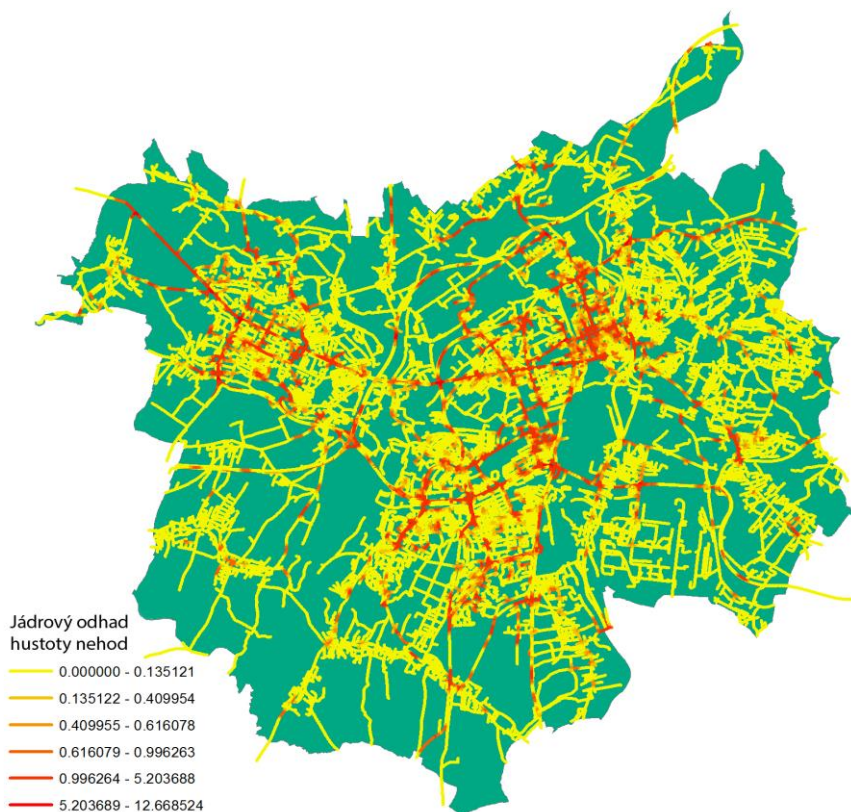 Jádrový odhad
hustoty nehod
0.000000 - 0.135121
0.135122 - 0.409954
0.409955 - 0.616078
0.616079 - 0.996263
0.996264 - 5.203688
5.203689 - 12.668524